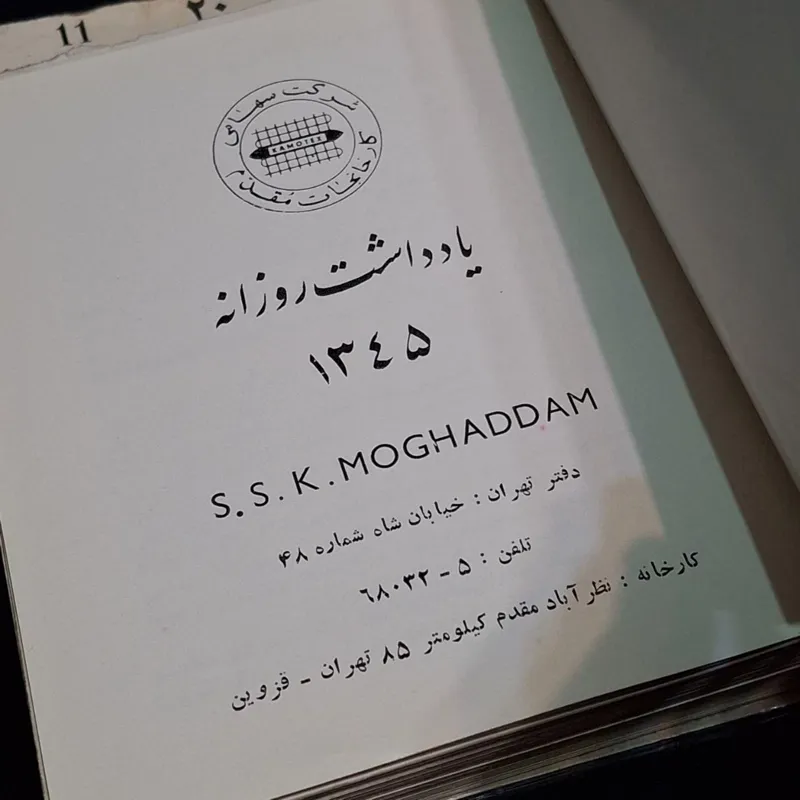 11 ۲۰
شرکت سهامی
KAMOTEX
کارخانجات مقدم
یادداشت روزانه
۱۳۴۵
S.S.K. MOGHADDAM
دفتر تهران : خیابان شاه شماره ۴۸
تلفن : ۵ - ۶۸۰۳۲
کارخانه : نظرآباد مقدم کیلومتر ۸۵ تهران - قزوین